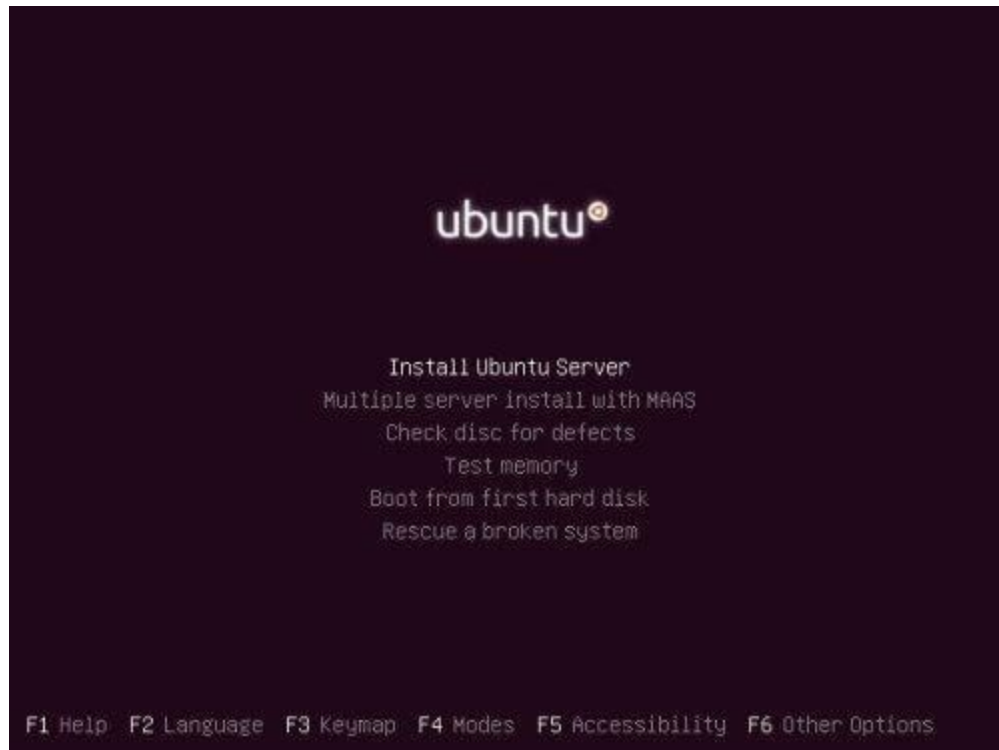 ubuntu
Install Ubuntu Server
Multiple server install with MAAS
Check disc for defects
Test memory
Boot from first hard disk
Rescue a broken system
F1 Help F2 Language F3 Keymap F4 Modes F5 Accessibility F6 Other Options